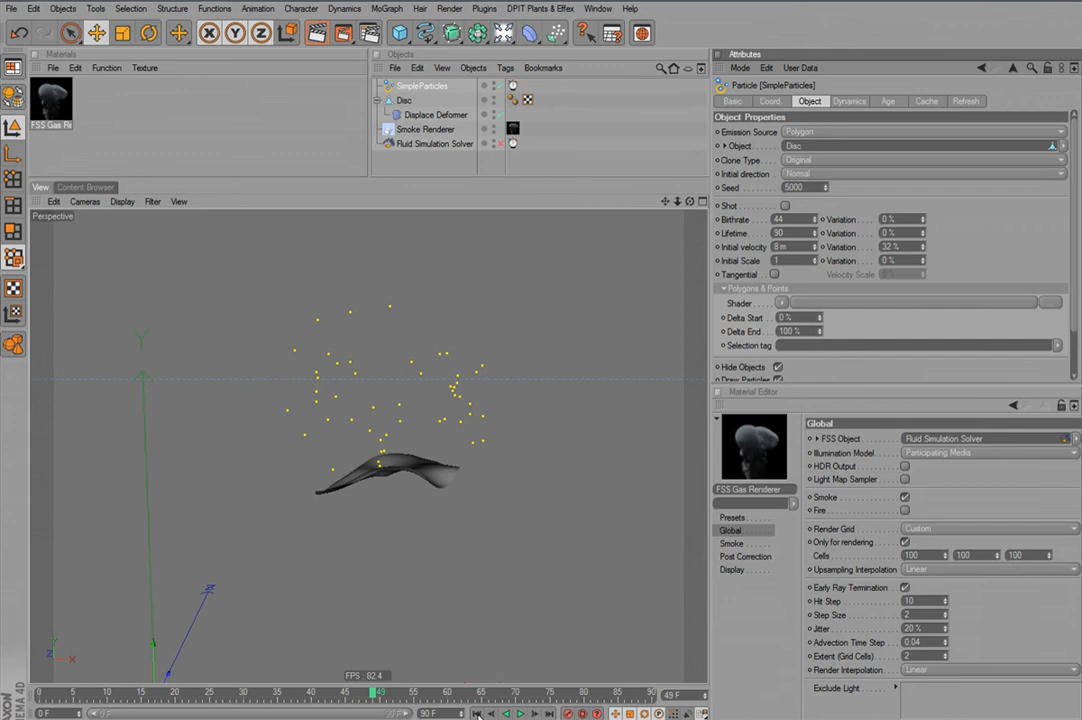 File Edit Tools Selection Structure Functions Animation Character Dynamics MoGraph Hair Render Plugins DPIT Plants & Effex Window Help
X Y Z
Materials
File Edit Function Texture
FSS Gas Re
Objects
File Edit View Objects Tags Bookmarks
SimpleParticles
Disc
Displace Deformer
Smoke Renderer
Fluid Simulation Solver
View Content Browser
Edit Cameras Display Filter View
Perspective
Y
X
FPS : 82.4
0 5 10 15 20 25 30 35 40 45 49 55 60 65 70 75 80 85 90
49 F
0 F
0 F
90 F
90 F
Attributes
Mode Edit User Data
Particle [SimpleParticles]
Basic Coord. Object Dynamics Age Cache Refresh
Object Properties
Emission Source Polygon
Object Disc
Clone Type Original
Initial direction Normal
Seed 5000
Shot
Birthrate 44 Variation 0 %
Lifetime 90 Variation 0 %
Initial velocity 8 m Variation 32 %
Initial Scale 1 Variation 0 %
Tangential Velocity Scale
Polygons & Points
Shader
Delta Start 0 %
Delta End 100 %
Selection tag
Hide Objects
Draw Particles
Material Editor
FSS Gas Renderer
Presets
Global
Smoke
Post Correction
Display
Global
FSS Object Fluid Simulation Solver
Illumination Model Participating Media
HDR Output
Light Map Sampler
Smoke
Fire
Render Grid Custom
Only for rendering
Cells 100 100 100
Upsampling Interpolation Linear
Early Ray Termination
Hit Step 10
Step Size 2
Jitter 20 %
Advection Time Step 0.04
Extent (Grid Cells) 2
Render Interpolation Linear
Exclude Light